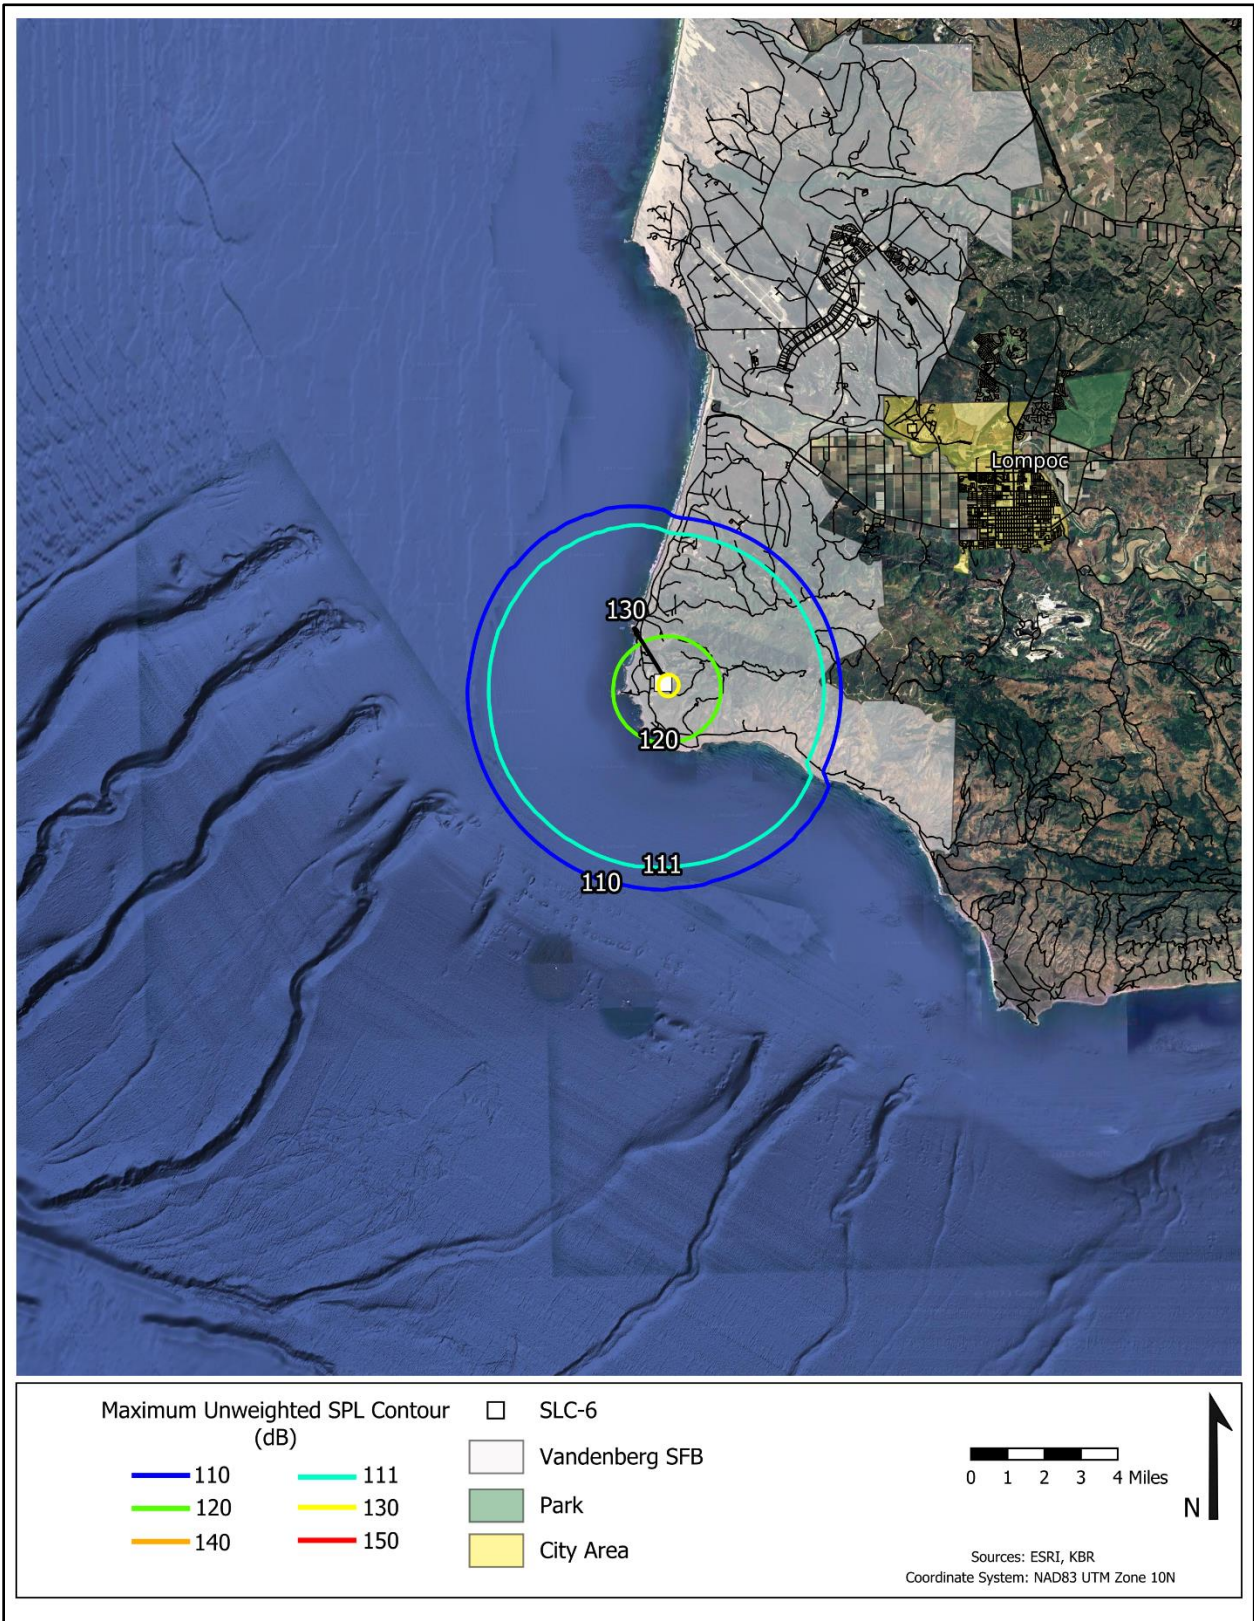 Lompoc
130
120
111
110
Maximum Unweighted SPL Contour
(dB)
110
111
120
130
140
150
SLC-6
Vandenberg SFB
Park
City Area
0 1 2 3 4 Miles
N
Sources: ESRI, KBR
Coordinate System: NAD83 UTM Zone 10N